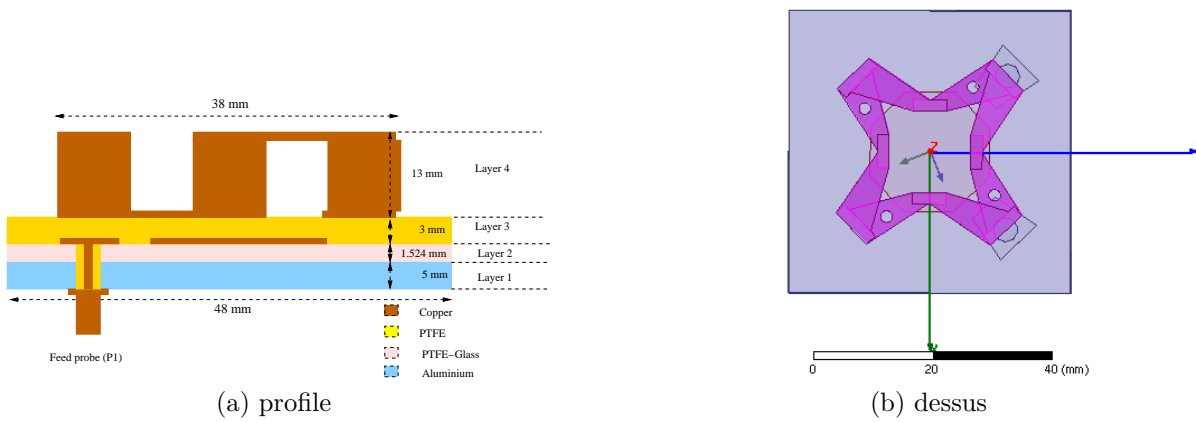 38 mm
13 mm
Layer 4
3 mm
Layer 3
1.524 mm
Layer 2
5 mm
Layer 1
48 mm
Feed probe (P1)
Copper
PTFE
PTFE−Glass
Aluminium
(a) profile
Z
0
20
40 (mm)
(b) dessus